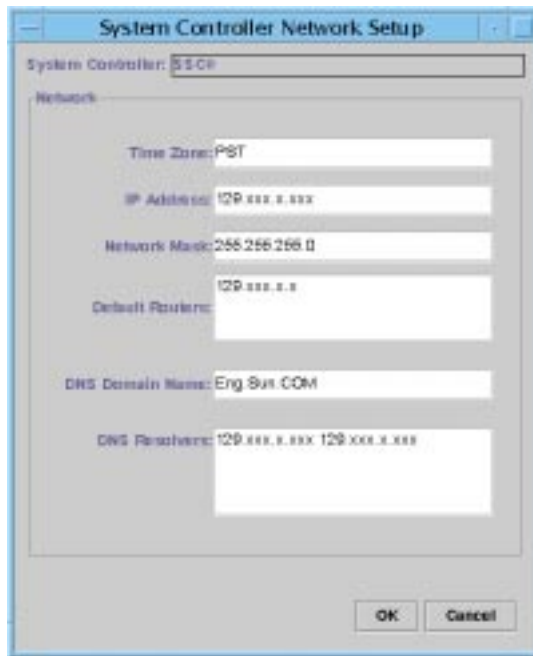 System Controller Network Setup
System Controller: SSC0
Network
Time Zone: PST
IP Address: 129.xxx.x.xxx
Network Mask: 255.255.255.0
Default Routers: 129.xxx.x.x
DNS Domain Name: Eng.Sun.COM
DNS Resolvers: 129.xxx.x.xxx 129.xxx.x.xxx
OK Cancel